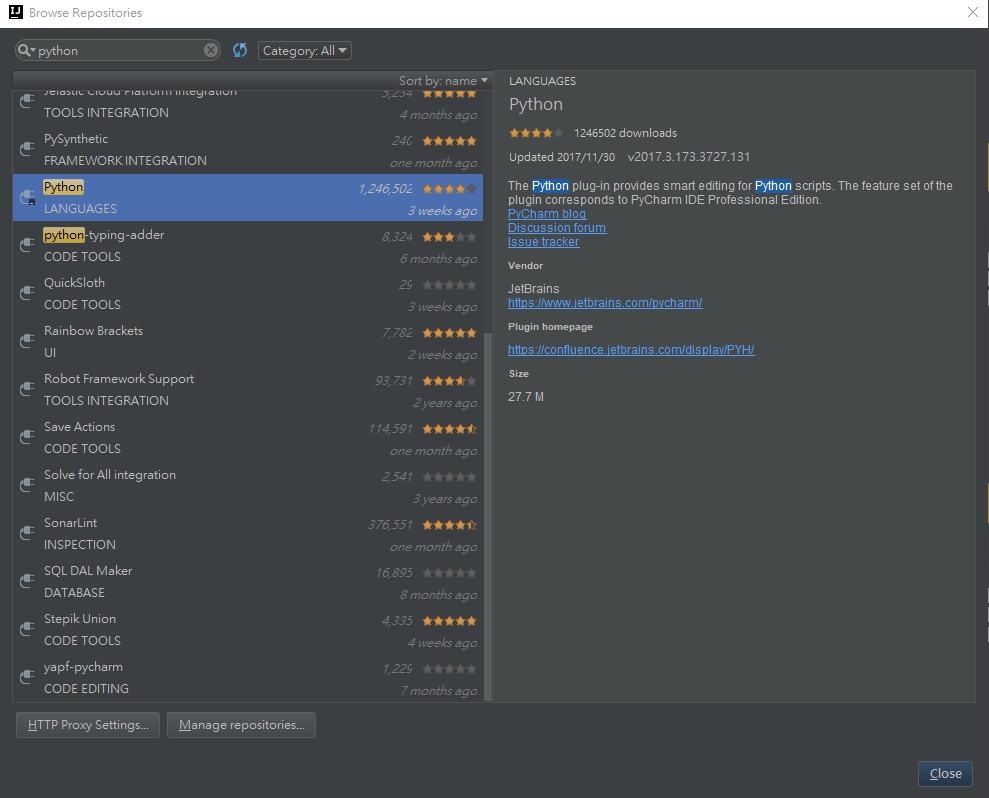 IJ Browse Repositories
python Category: All
Sort by: name
Jelastic Cloud Platform Integration 5,234
TOOLS INTEGRATION 4 months ago
PySynthetic 240
FRAMEWORK INTEGRATION one month ago
Python 1,246,502
LANGUAGES 3 weeks ago
python-typing-adder 8,324
CODE TOOLS 6 months ago
QuickSloth 29
CODE TOOLS 3 weeks ago
Rainbow Brackets 7,782
UI 2 weeks ago
Robot Framework Support 93,731
TOOLS INTEGRATION 2 years ago
Save Actions 114,591
CODE TOOLS one month ago
Solve for All integration 2,541
MISC 3 years ago
SonarLint 376,551
INSPECTION one month ago
SQL DAL Maker 16,895
DATABASE 8 months ago
Stepik Union 4,335
CODE TOOLS 4 weeks ago
yapf-pycharm 1,229
CODE EDITING 7 months ago
LANGUAGES
Python
1246502 downloads
Updated 2017/11/30 v2017.3.173.3727.131
The Python plug-in provides smart editing for Python scripts. The feature set of the
plugin corresponds to PyCharm IDE Professional Edition.
PyCharm blog
Discussion forum
Issue tracker
Vendor
JetBrains
https://www.jetbrains.com/pycharm/
Plugin homepage
https://confluence.jetbrains.com/display/PYH/
Size
27.7 M
HTTP Proxy Settings... Manage repositories...
Close